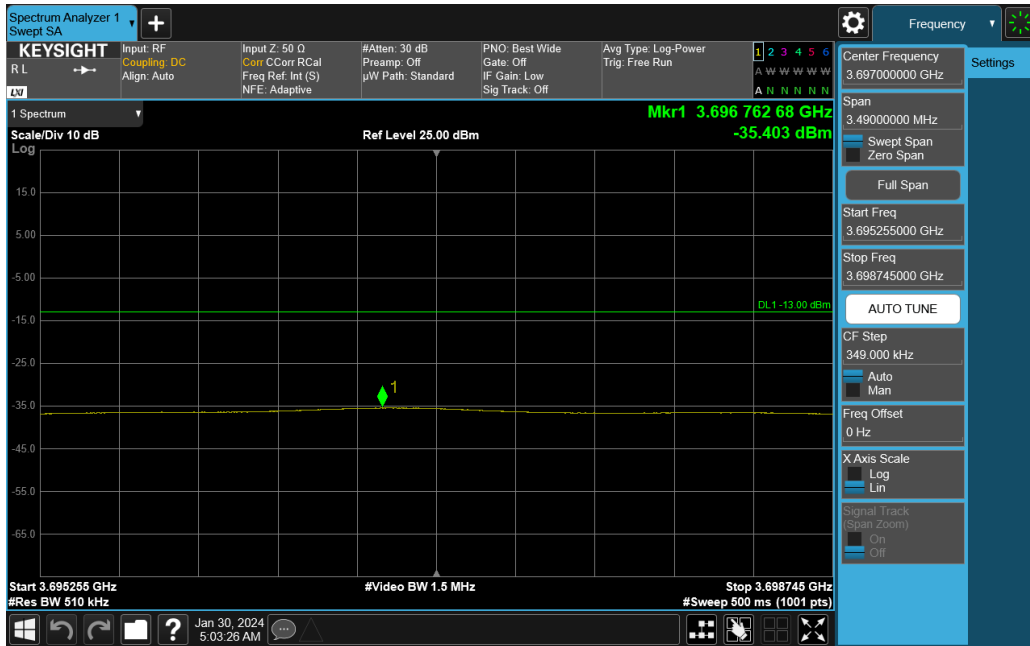 Spectrum Analyzer 1
Swept SA
Frequency
KEYSIGHT
R L
LXI
Input: RF
Coupling: DC
Align: Auto
Input Z: 50 Ω
Corr CCorr RCal
Freq Ref: Int (S)
NFE: Adaptive
#Atten: 30 dB
Preamp: Off
µW Path: Standard
PNO: Best Wide
Gate: Off
IF Gain: Low
Sig Track: Off
Avg Type: Log-Power
Trig: Free Run
1 2 3 4 5 6
A W W W W W
A N N N N N
Center Frequency
3.697000000 GHz
Settings
1 Spectrum
Mkr1 3.696 762 68 GHz
-35.403 dBm
Scale/Div 10 dB
Ref Level 25.00 dBm
Log
15.0
5.00
-5.00
-15.0
-25.0
-35.0
-45.0
-55.0
-65.0
DL1 -13.00 dBm
1
Start 3.695255 GHz
#Video BW 1.5 MHz
Stop 3.698745 GHz
#Res BW 510 kHz
#Sweep 500 ms (1001 pts)
Span
3.49000000 MHz
Swept Span
Zero Span
Full Span
Start Freq
3.695255000 GHz
Stop Freq
3.698745000 GHz
AUTO TUNE
CF Step
349.000 kHz
Auto
Man
Freq Offset
0 Hz
X Axis Scale
Log
Lin
Signal Track
(Span Zoom)
On
Off
?
Jan 30, 2024
5:03:26 AM